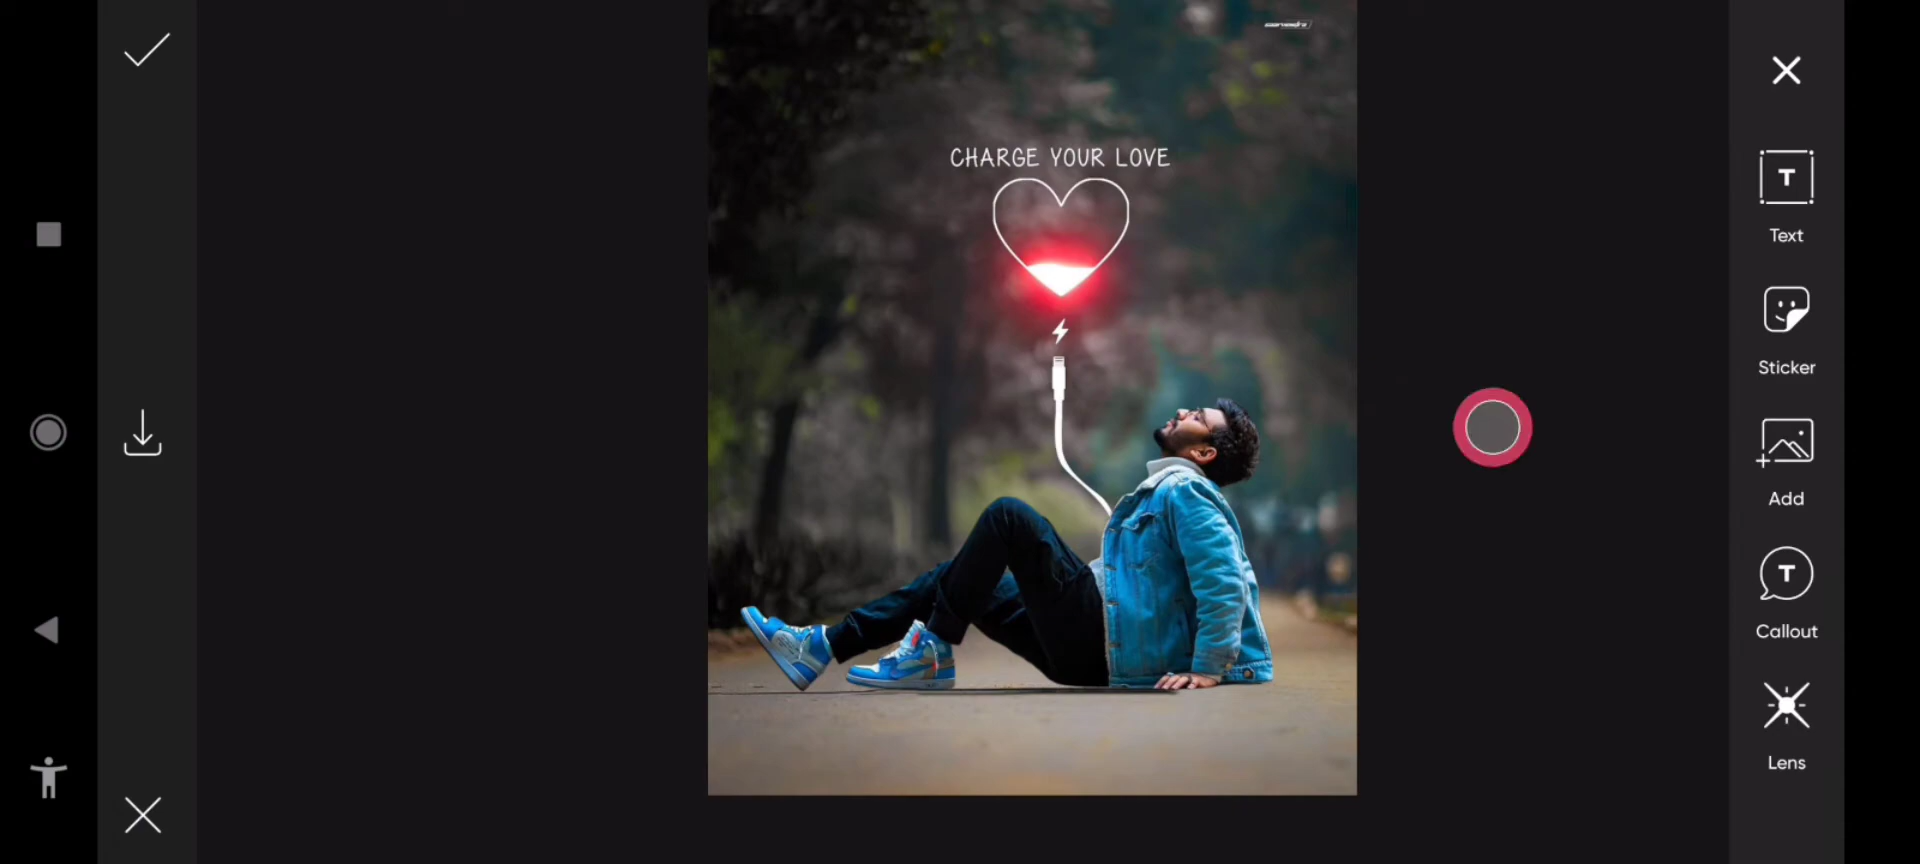 CHARGE YOUR LOVE
T
Text
Sticker
Add
T
Callout
Lens